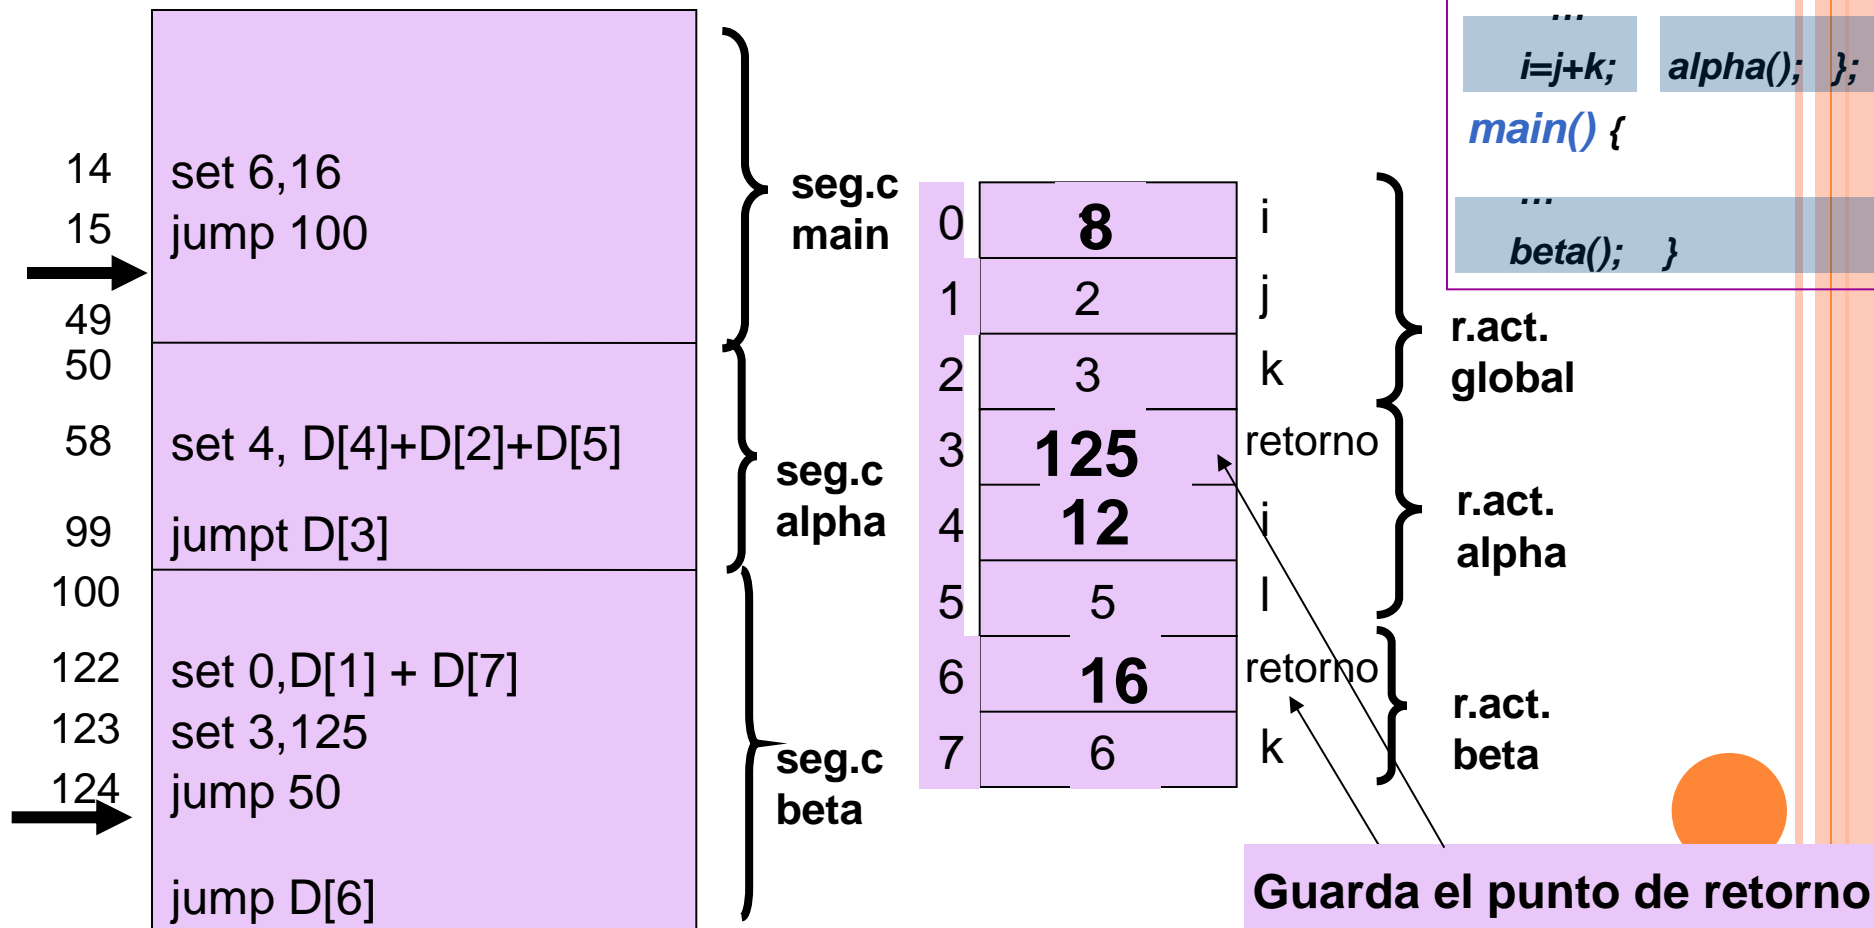 14 set 6,16
15 jump 100
49
50
58 set 4, D[4]+D[2]+D[5]
99 jumpt D[3]
100
122 set 0,D[1] + D[7]
123 set 3,125
124 jump 50
jump D[6]
seg.c
main
seg.c
alpha
seg.c
beta
0 8 i
1 2 j
2 3 k
3 125 retorno
4 12 i
5 5 l
6 16 retorno
7 6 k
r.act.
global
r.act.
alpha
r.act.
beta
...
i=j+k; alpha(); };
main() {
...
beta(); }
Guarda el punto de retorno